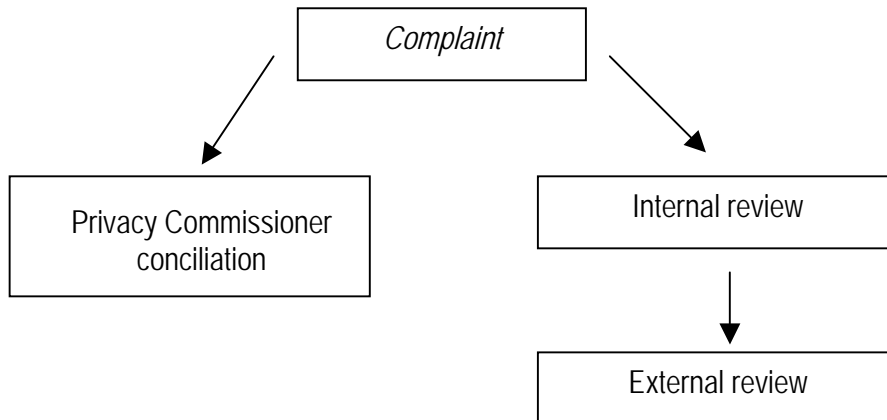 Complaint
Privacy Commissioner
conciliation
Internal review
External review